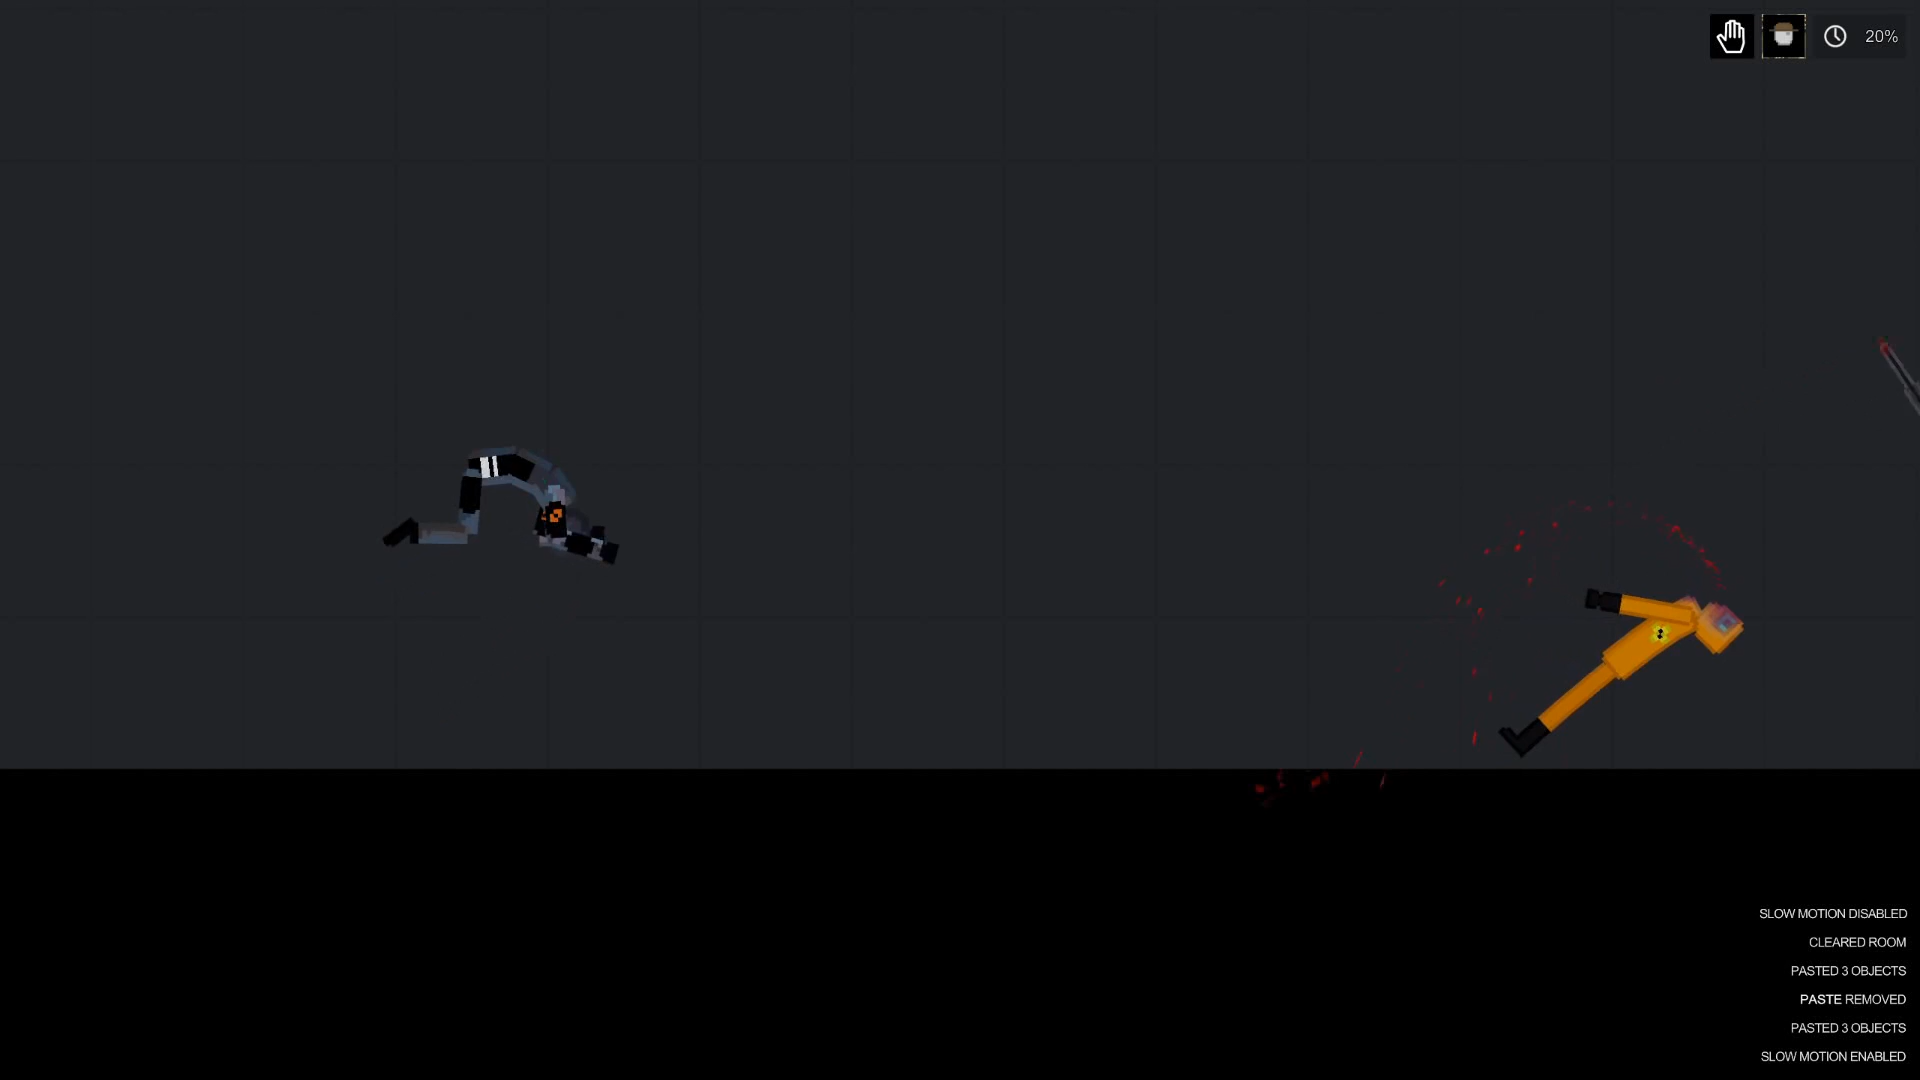 20%
SLOW MOTION DISABLED
CLEARED ROOM
PASTED 3 OBJECTS
PASTE REMOVED
PASTED 3 OBJECTS
SLOW MOTION ENABLED